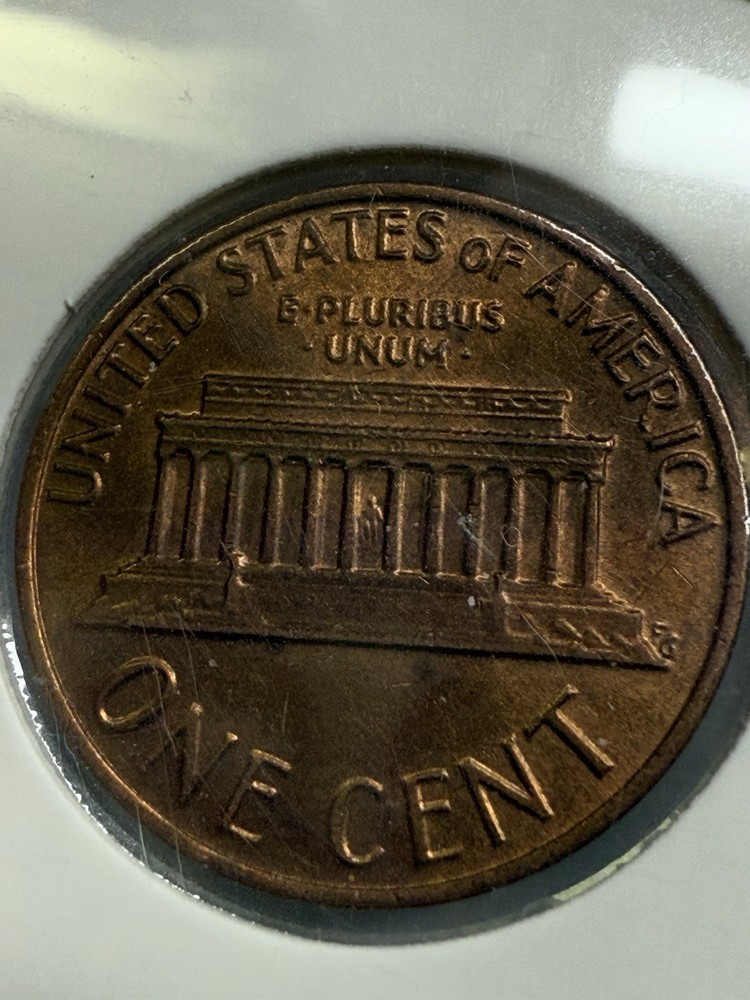 UNITED STATES OF AMERICA
E·PLURIBUS
·UNUM·
ONE CENT
FG